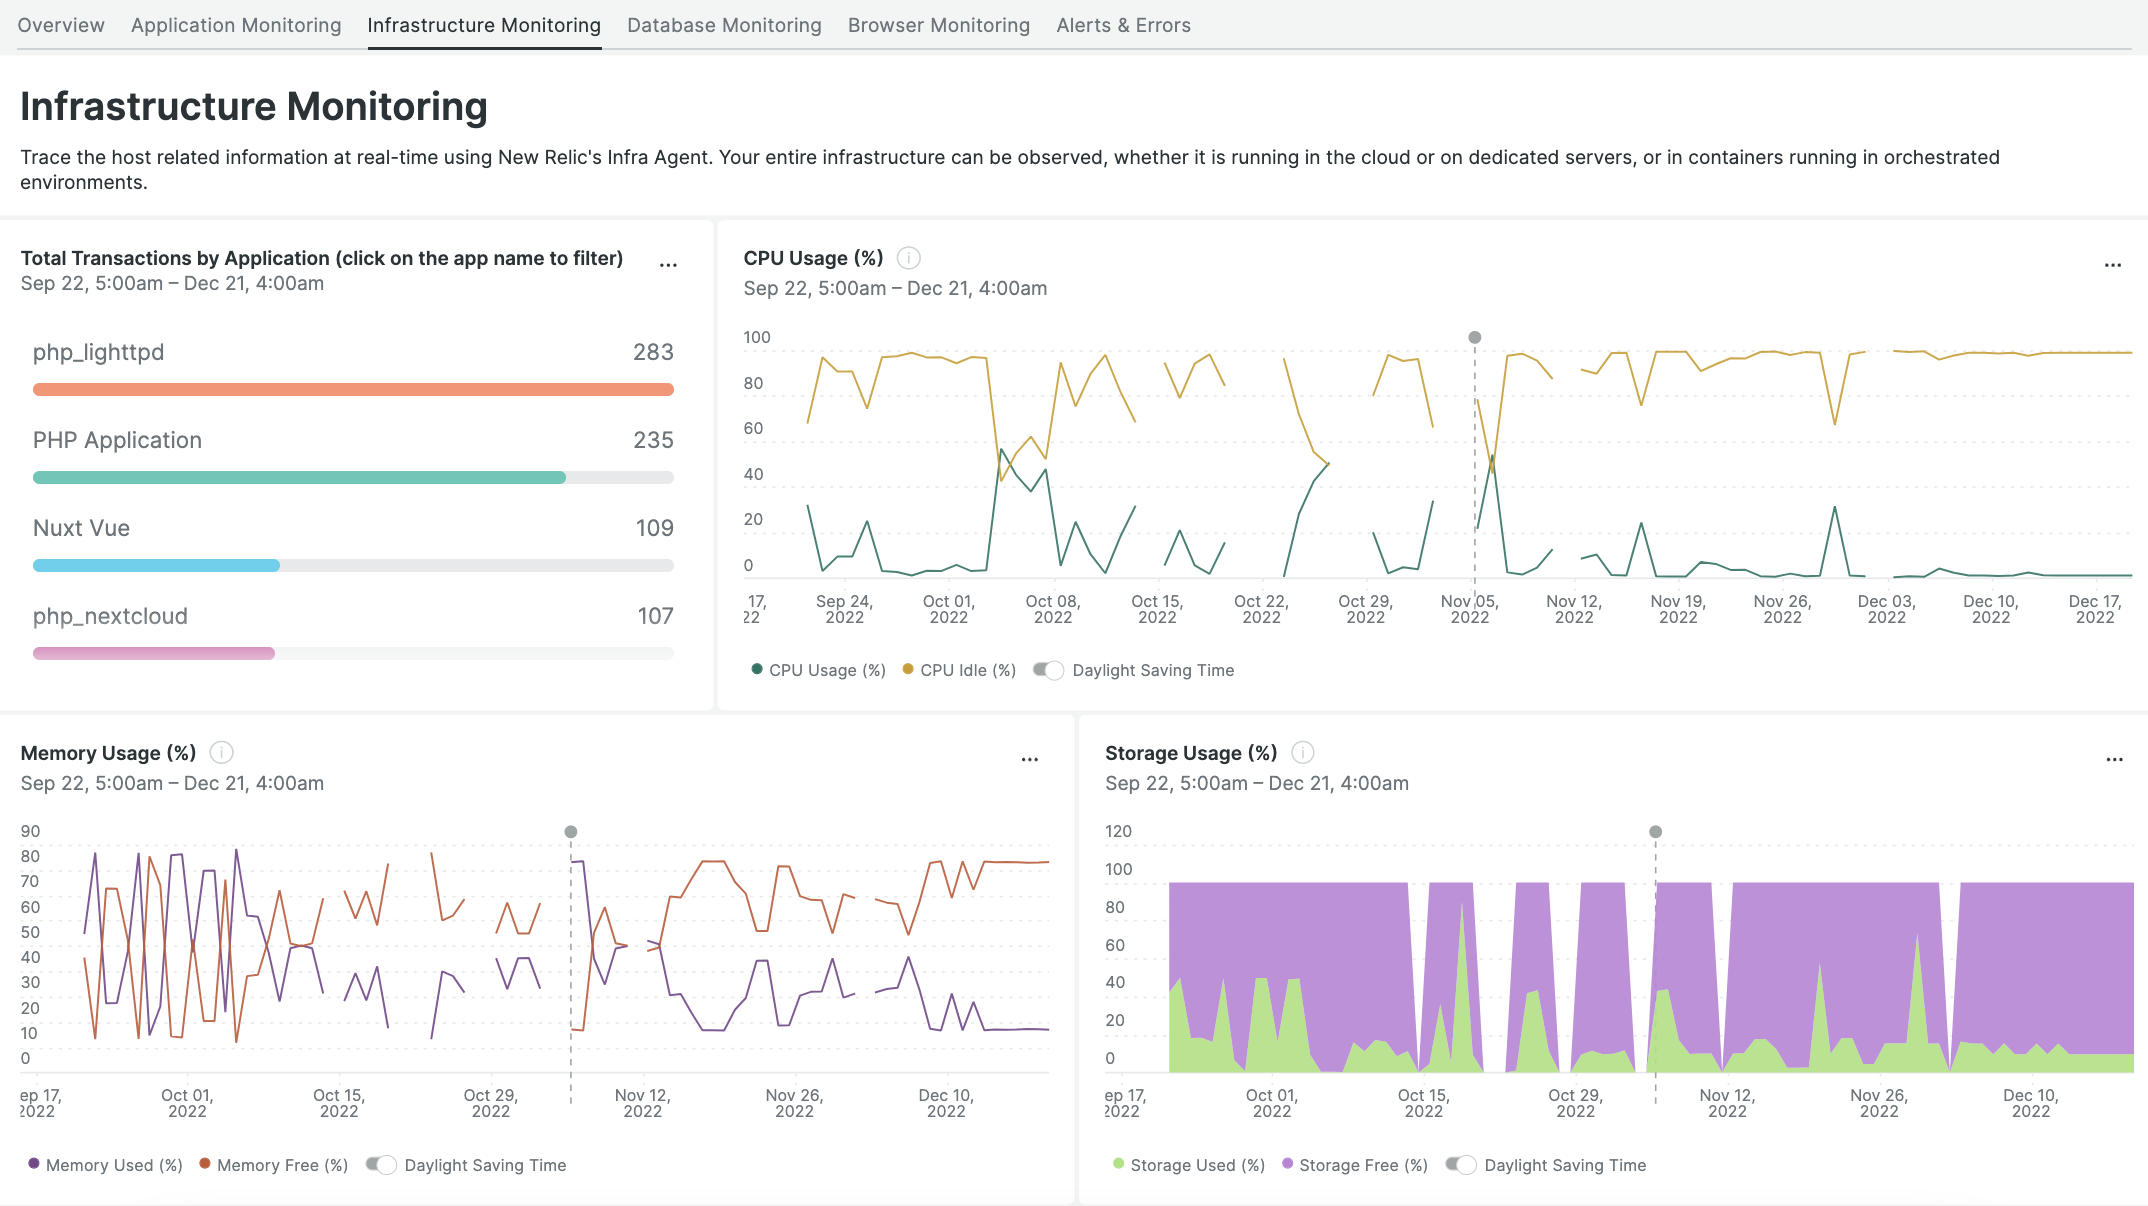 Overview Application Monitoring Infrastructure Monitoring Database Monitoring Browser Monitoring Alerts & Errors
Infrastructure Monitoring
Trace the host related information at real-time using New Relic's Infra Agent. Your entire infrastructure can be observed, whether it is running in the cloud or on dedicated servers, or in containers running in orchestrated
environments.
Total Transactions by Application (click on the app name to filter) ...
Sep 22, 5:00am – Dec 21, 4:00am
php_lighttpd 283
PHP Application 235
Nuxt Vue 109
php_nextcloud 107
CPU Usage (%) i ...
Sep 22, 5:00am – Dec 21, 4:00am
100
80
60
40
20
0
17, Sep 24, Oct 01, Oct 08, Oct 15, Oct 22, Oct 29, Nov 05, Nov 12, Nov 19, Nov 26, Dec 03, Dec 10, Dec 17,
22 2022 2022 2022 2022 2022 2022 2022 2022 2022 2022 2022 2022 2022
CPU Usage (%) CPU Idle (%) Daylight Saving Time
Memory Usage (%) i ...
Sep 22, 5:00am – Dec 21, 4:00am
90
80
70
60
50
40
30
20
10
0
ep 17, Oct 01, Oct 15, Oct 29, Nov 12, Nov 26, Dec 10,
2022 2022 2022 2022 2022 2022 2022
Memory Used (%) Memory Free (%) Daylight Saving Time
Storage Usage (%) i ...
Sep 22, 5:00am – Dec 21, 4:00am
120
100
80
60
40
20
0
ep 17, Oct 01, Oct 15, Oct 29, Nov 12, Nov 26, Dec 10,
2022 2022 2022 2022 2022 2022 2022
Storage Used (%) Storage Free (%) Daylight Saving Time